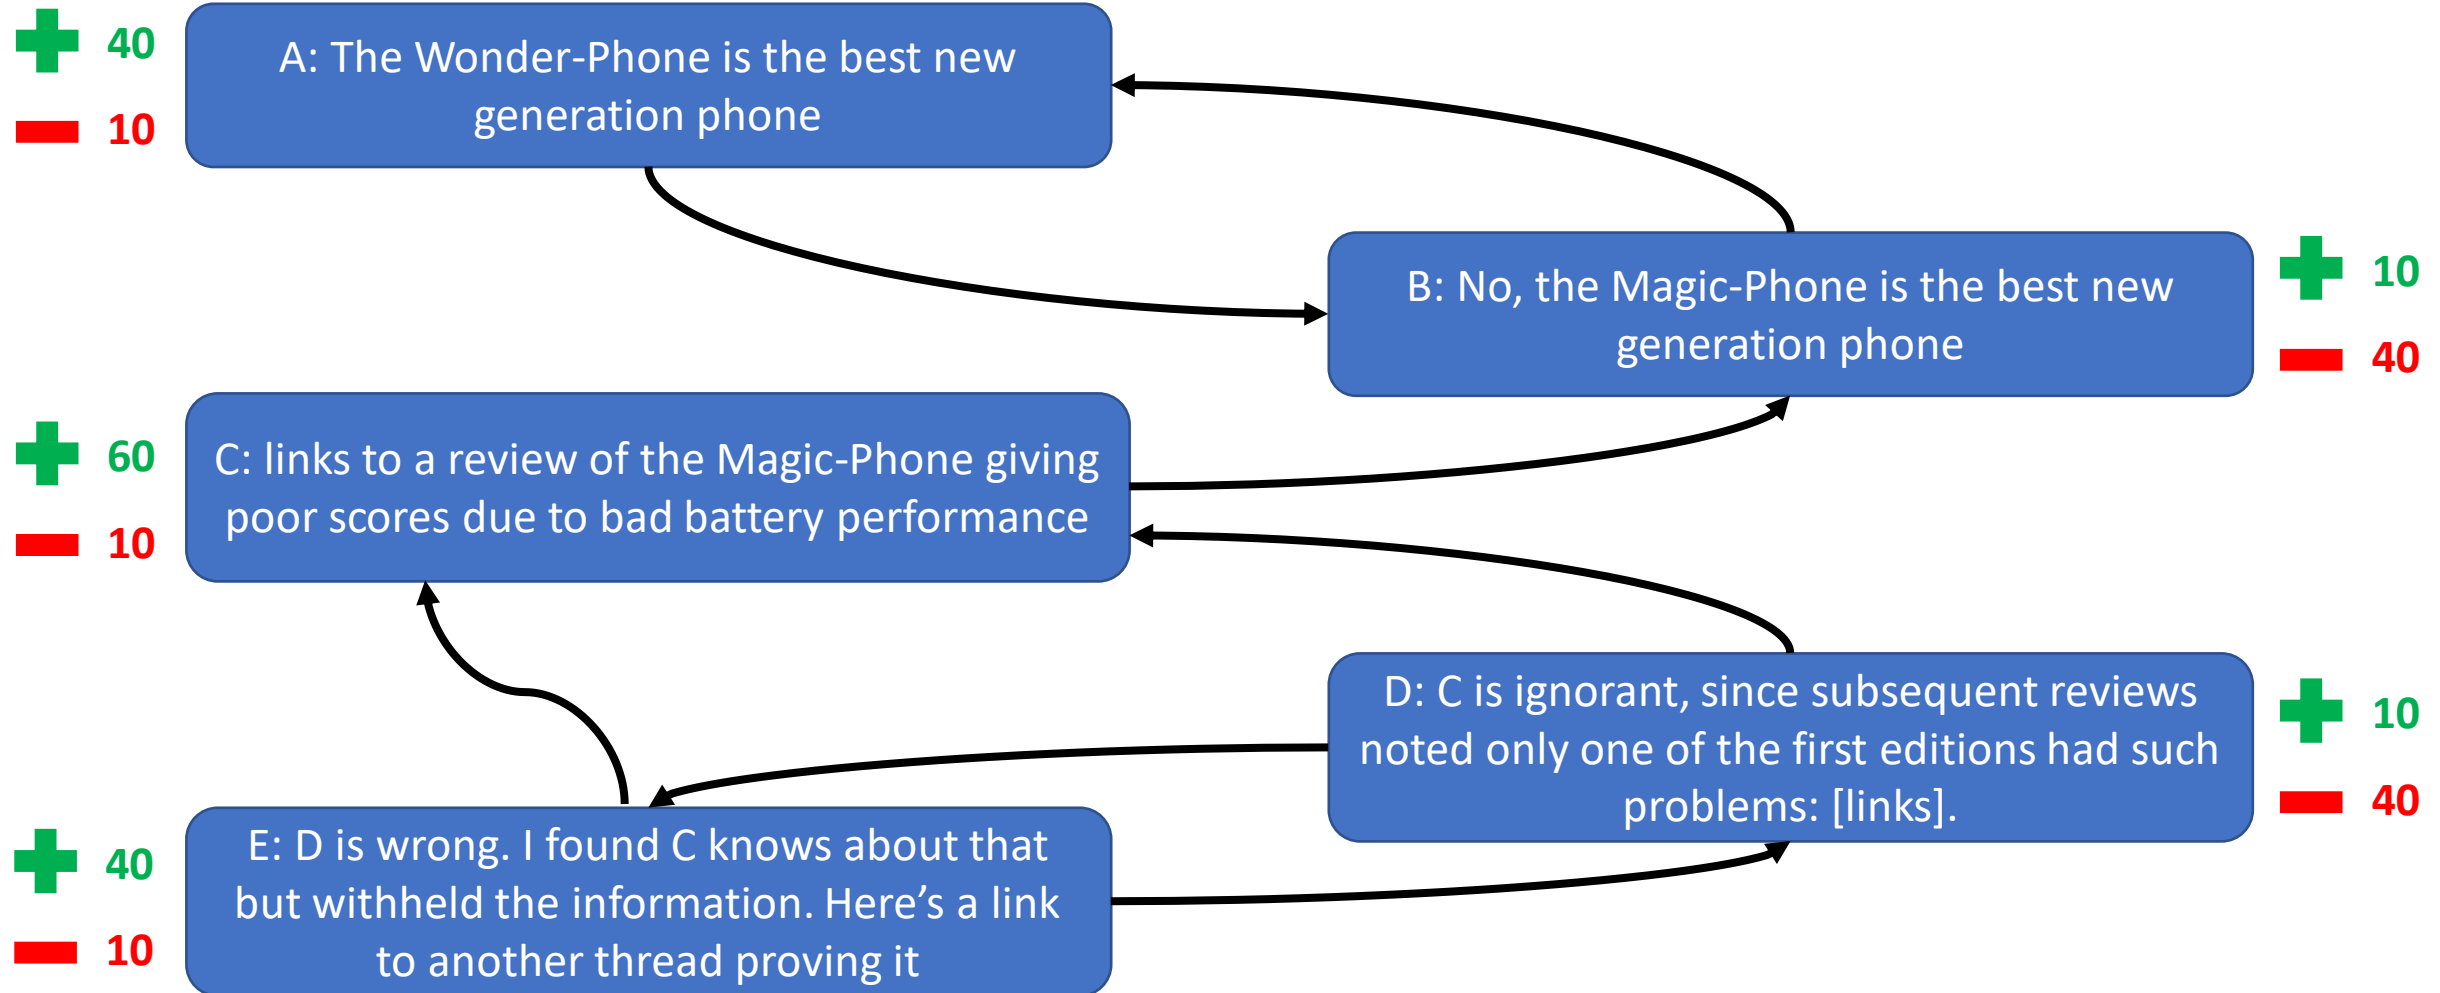 40
10
A: The Wonder-Phone is the best new
generation phone
B: No, the Magic-Phone is the best new
generation phone
10
40
60
10
C: links to a review of the Magic-Phone giving
poor scores due to bad battery performance
D: C is ignorant, since subsequent reviews
noted only one of the first editions had such
problems: [links].
10
40
40
10
E: D is wrong. I found C knows about that
but withheld the information. Here’s a link
to another thread proving it